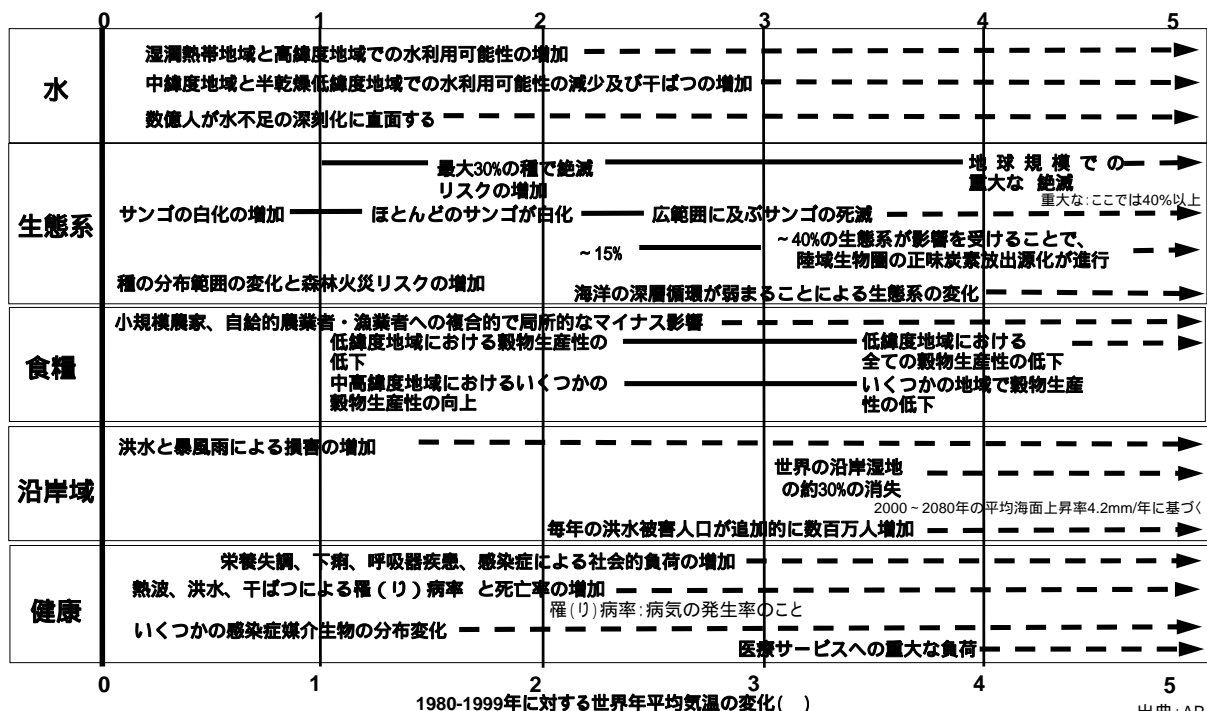 0 1 2 3 4 5
水
湿潤熱帯地域と高緯度地域での水利用可能性の増加
中緯度地域と半乾燥低緯度地域での水利用可能性の減少及び干ばつの増加
数億人が水不足の深刻化に直面する
生態系
最大30%の種で絶滅
リスクの増加
地球規模での
重大な 絶滅
重大な:ここでは40%以上
サンゴの白化の増加 ほとんどのサンゴが白化 広範囲に及ぶサンゴの死滅
~15%
~40%の生態系が影響を受けることで、
陸域生物圏の正味炭素放出源化が進行
種の分布範囲の変化と森林火災リスクの増加
海洋の深層循環が弱まることによる生態系の変化
食糧
小規模農家、自給的農業者・漁業者への複合的で局所的なマイナス影響
低緯度地域における穀物生産性の
低下
低緯度地域における
全ての穀物生産性の低下
中高緯度地域におけるいくつかの
穀物生産性の向上
いくつかの地域で穀物生産
性の低下
沿岸域
洪水と暴風雨による損害の増加
世界の沿岸湿地
の約30%の消失
2000~2080年の平均海面上昇率4.2mm/年に基づく
毎年の洪水被害人口が追加的に数百万人増加
健康
栄養失調、下痢、呼吸器疾患、感染症による社会的負荷の増加
熱波、洪水、干ばつによる罹(り)病率 と死亡率の増加
罹(り)病率:病気の発生率のこと
いくつかの感染症媒介生物の分布変化
医療サービスへの重大な負荷
0 1 2 3 4 5
1980-1999年に対する世界年平均気温の変化( )
出典:AR